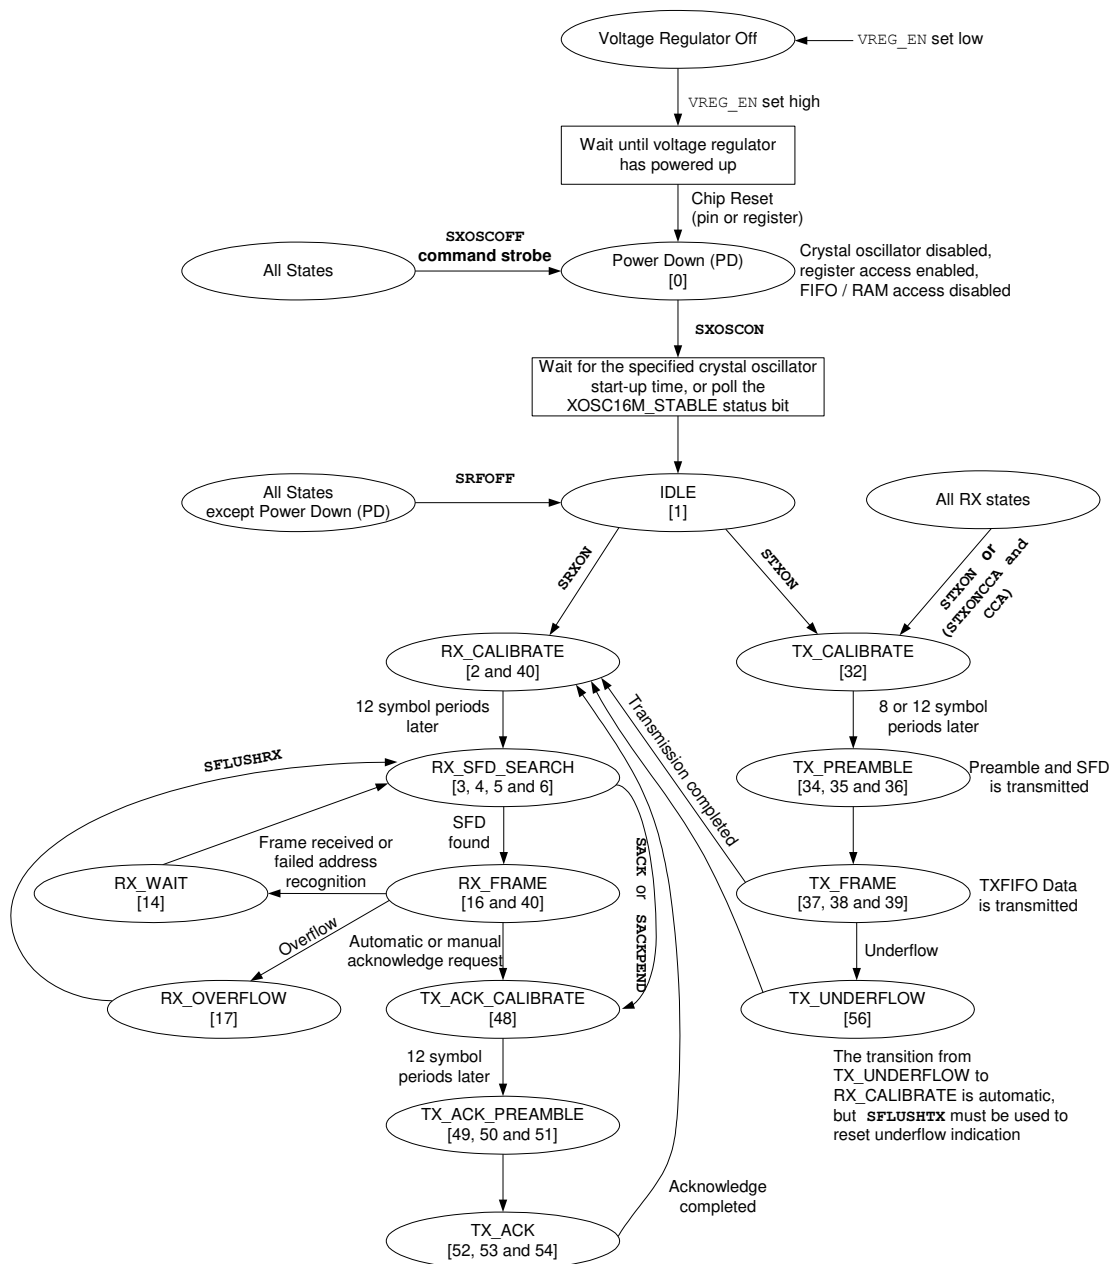 Voltage Regulator Off
VREG_EN set low
VREG_EN set high
Wait until voltage regulator
has powered up
Chip Reset
(pin or register)
SXOSCOFF
command strobe
All States
Power Down (PD)
[0]
Crystal oscillator disabled,
register access enabled,
FIFO / RAM access disabled
SXOSCON
Wait for the specified crystal oscillator
start-up time, or poll the
XOSC16M_STABLE status bit
All States
except Power Down (PD)
SRFOFF
IDLE
[1]
All RX states
SRXON
STXON
STXON or
(STXONCCA and
CCA)
RX_CALIBRATE
[2 and 40]
TX_CALIBRATE
[32]
12 symbol periods
later
8 or 12 symbol
periods later
Transmission completed
SFLUSHRX
RX_SFD_SEARCH
[3, 4, 5 and 6]
TX_PREAMBLE
[34, 35 and 36]
Preamble and SFD
is transmitted
SFD
found
SACK or SACKPEND
Frame received or
failed address
recognition
RX_WAIT
[14]
RX_FRAME
[16 and 40]
TX_FRAME
[37, 38 and 39]
TXFIFO Data
is transmitted
Overflow
Automatic or manual
acknowledge request
Underflow
RX_OVERFLOW
[17]
TX_ACK_CALIBRATE
[48]
TX_UNDERFLOW
[56]
12 symbol
periods later
The transition from
TX_UNDERFLOW to
RX_CALIBRATE is automatic,
but SFLUSHTX must be used to
reset underflow indication
TX_ACK_PREAMBLE
[49, 50 and 51]
Acknowledge
completed
TX_ACK
[52, 53 and 54]